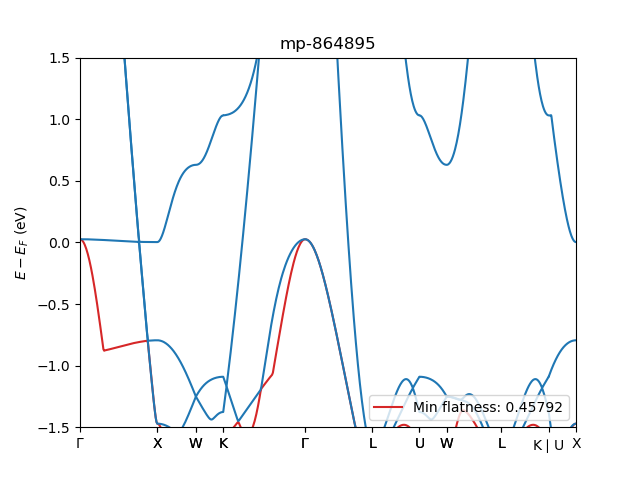 mp-864895
1.5
1.0
0.5
0.0
−0.5
−1.0
−1.5
E − E_F (eV)
Min flatness: 0.45792
Γ X W K Γ L U W L K | U X